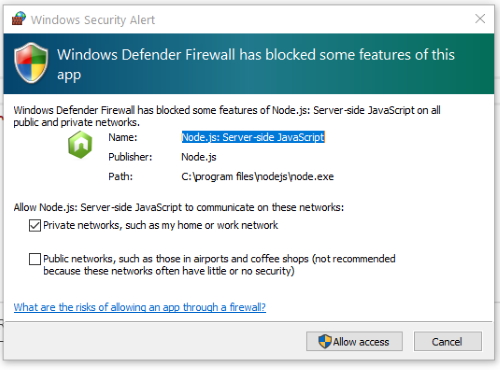 Windows Security Alert
Windows Defender Firewall has blocked some features of this
app
Windows Defender Firewall has blocked some features of Node.js: Server-side JavaScript on all
public and private networks.
Name: Node.js: Server-side JavaScript
Publisher: Node.js
Path: C:\program files\nodejs\node.exe
Allow Node.js: Server-side JavaScript to communicate on these networks:
Private networks, such as my home or work network
Public networks, such as those in airports and coffee shops (not recommended
because these networks often have little or no security)
What are the risks of allowing an app through a firewall?
Allow access Cancel